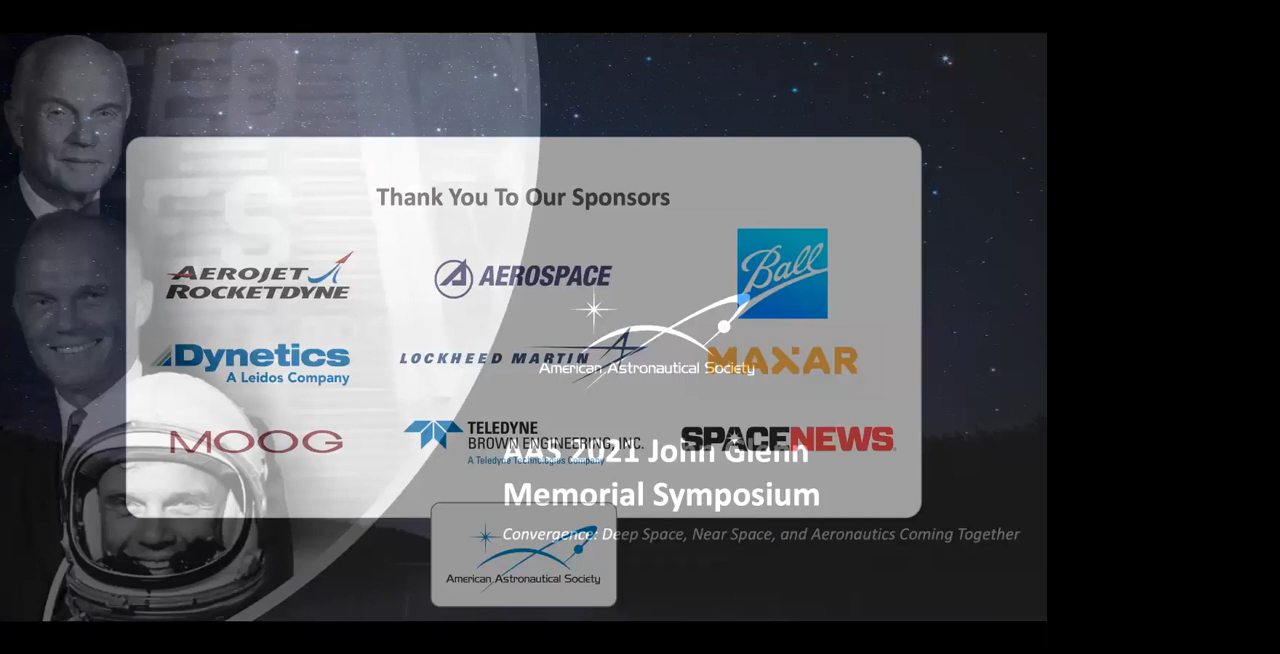 Thank You To Our Sponsors
AEROJET
ROCKETDYNE
AEROSPACE
Ball
Dynetics
A Leidos Company
LOCKHEED MARTIN
MAXAR
American Astronautical Society
MOOG
TELEDYNE
BROWN ENGINEERING, INC.
A Teledyne Technologies Company
SPACENEWS
AAS 2021 John Glenn
Memorial Symposium
Convergence: Deep Space, Near Space, and Aeronautics Coming Together
American Astronautical Society